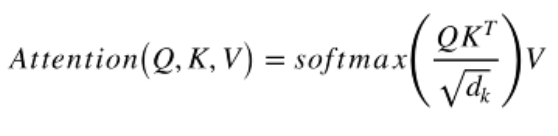 Attention(Q, K, V) = softmax(QK^T / √d_k)V